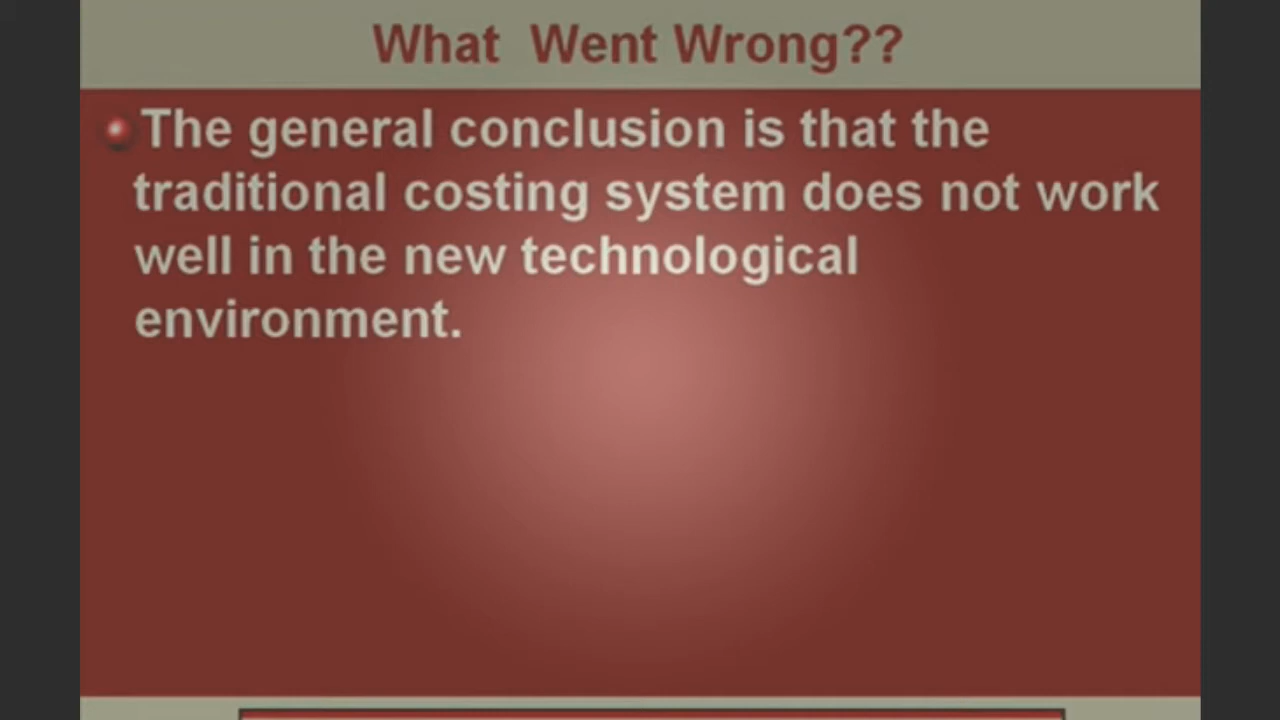 What Went Wrong??
The general conclusion is that the
traditional costing system does not work
well in the new technological
environment.